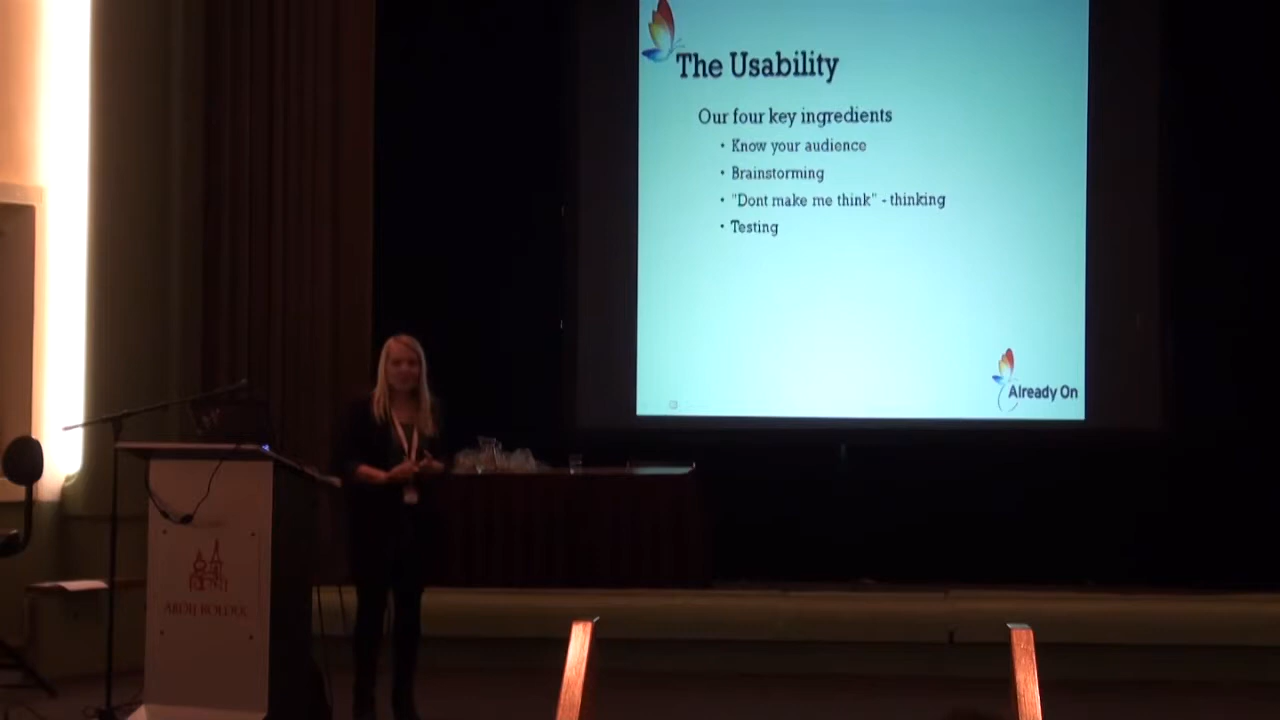 The Usability
Our four key ingredients
• Know your audience
• Brainstorming
• "Dont make me think" - thinking
• Testing
Already On